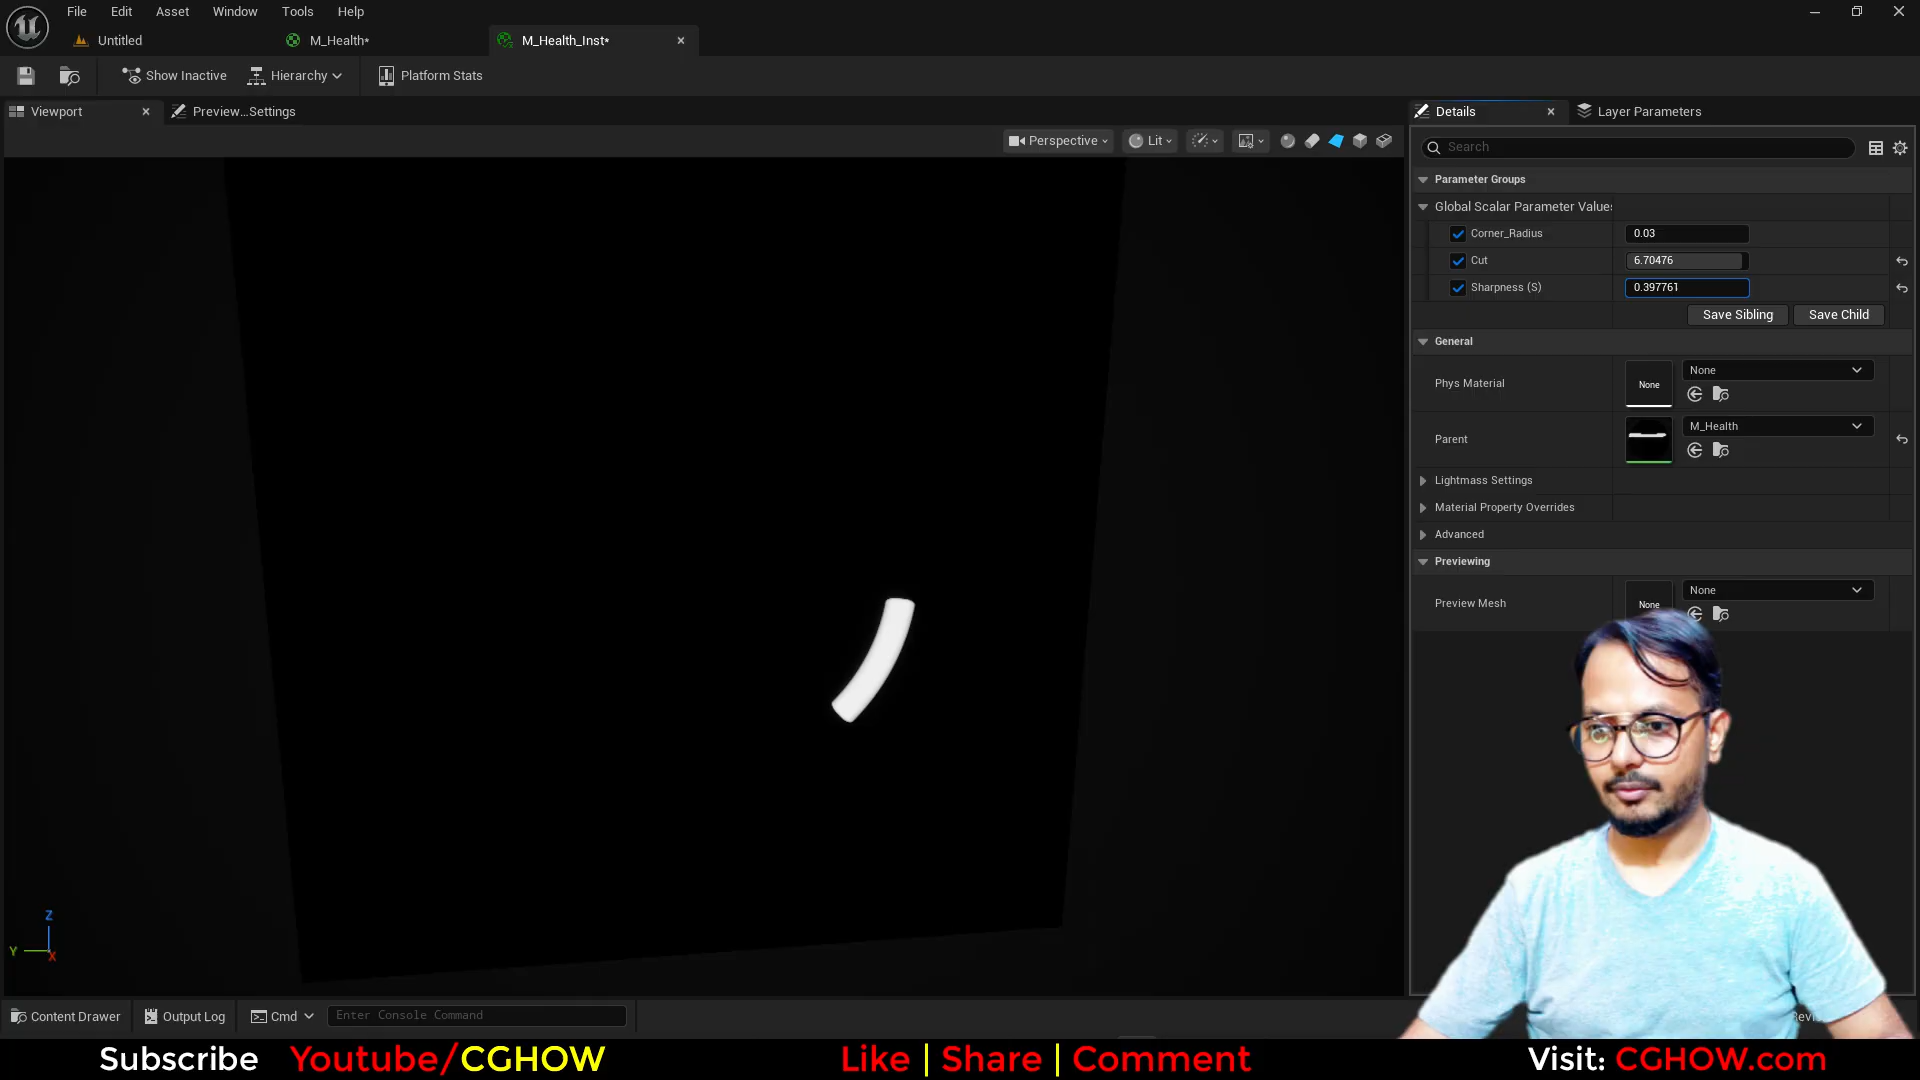 File Edit Asset Window Tools Help
Untitled M_Health* M_Health_Inst*
Show Inactive Hierarchy Platform Stats
Viewport Preview...Settings Details Layer Parameters
Perspective Lit
Search
Parameter Groups
Global Scalar Parameter Values
Corner_Radius 0.03
Cut 6.70476
Sharpness (S) 0.397761
Save Sibling Save Child
General
Phys Material None None
Parent M_Health
Lightmass Settings
Material Property Overrides
Advanced
Previewing
Preview Mesh None None
Z
Y X
Content Drawer Output Log Cmd Enter Console Command
Subscribe Youtube/CGHOW Like | Share | Comment Visit: CGHOW.com